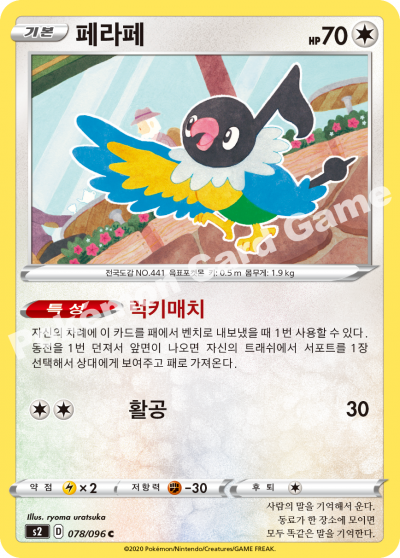 기본 페라페 HP 70
전국도감 NO.441 음표포켓몬 키: 0.5 m 몸무게: 1.9 kg
특성 럭키매치
자신의 차례에 이 카드를 패에서 벤치로 내보냈을 때 1번 사용할 수 있다.
동전을 1번 던져서 앞면이 나오면 자신의 트래쉬에서 서포트를 1장
선택해서 상대에게 보여주고 패로 가져온다.
활공 30
약점 ×2 저항력 -30 후퇴
Illus. ryoma uratsuka
s2 D 078/096 C
사람의 말을 기억해서 운다.
동료가 한 장소에 모이면
모두 똑같은 말을 기억한다.
©2020 Pokémon/Nintendo/Creatures/GAME FREAK.
Pokémon Card Game